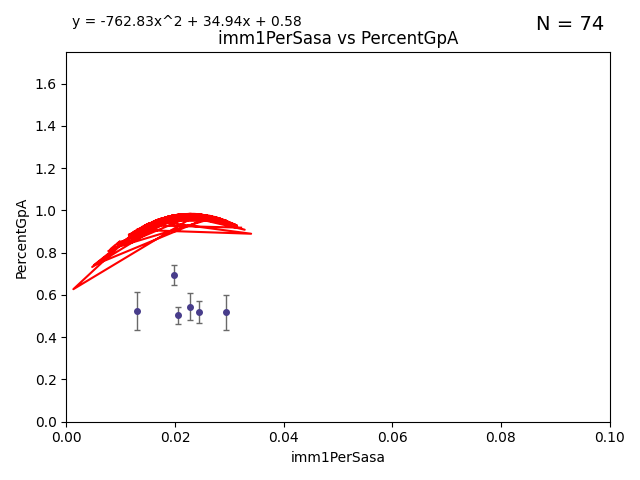 y = -762.83x^2 + 34.94x + 0.58
N = 74
imm1PerSasa vs PercentGpA
1.6
1.4
1.2
1.0
0.8
0.6
0.4
0.2
0.0
PercentGpA
0.00 0.02 0.04 0.06 0.08 0.10
imm1PerSasa